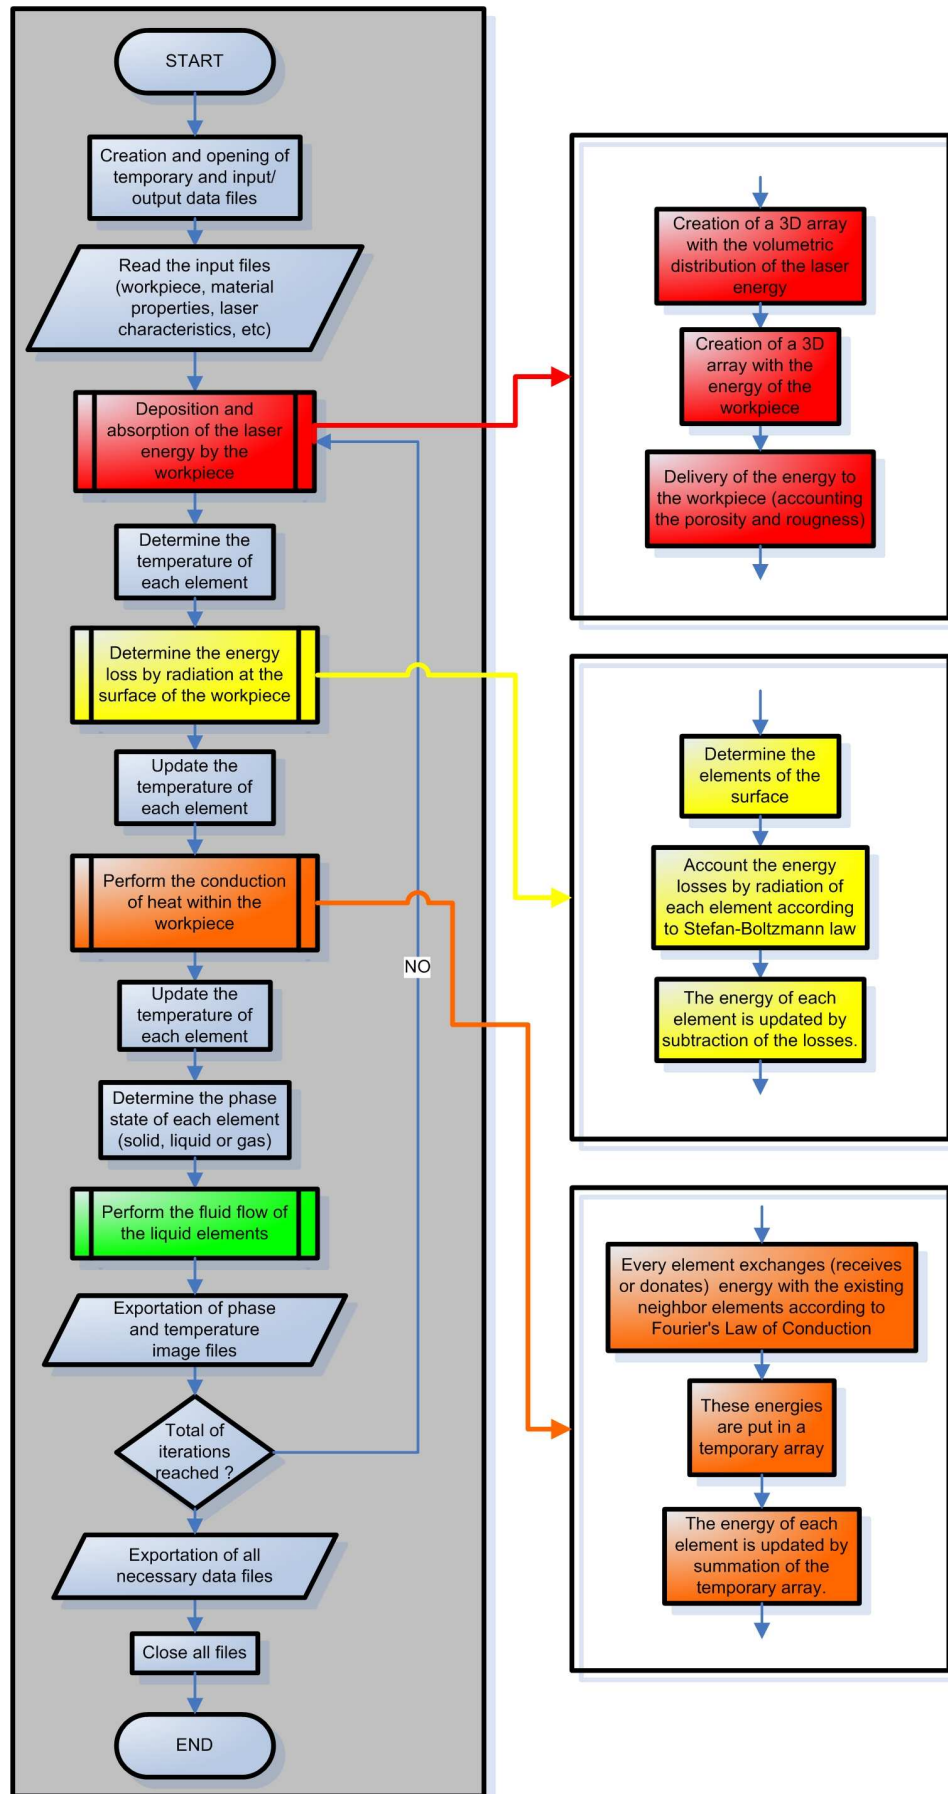 START
Creation and opening of
temporary and input/
output data files
Read the input files
(workpiece, material
properties, laser
characteristics, etc)
Deposition and
absorption of the laser
energy by the
workpiece
Determine the
temperature of
each element
Determine the energy
loss by radiation at the
surface of the workpiece
Update the
temperature of
each element
Perform the conduction
of heat within the
workpiece
NO
Update the
temperature of
each element
Determine the phase
state of each element
(solid, liquid or gas)
Perform the fluid flow of
the liquid elements
Exportation of phase
and temperature
image files
Total of
iterations
reached ?
Exportation of all
necessary data files
Close all files
END
Creation of a 3D array
with the volumetric
distribution of the laser
energy
Creation of a 3D
array with the
energy of the
workpiece
Delivery of the energy to
the workpiece (accounting
the porosity and rougness)
Determine the
elements of the
surface
Account the energy
losses by radiation of
each element according
to Stefan-Boltzmann law
The energy of each
element is updated by
subtraction of the losses.
Every element exchanges (receives
or donates)  energy with the existing
neighbor elements according to
Fourier's Law of Conduction
These energies
are put in a
temporary array
The energy of each
element is updated by
summation of the
temporary array.